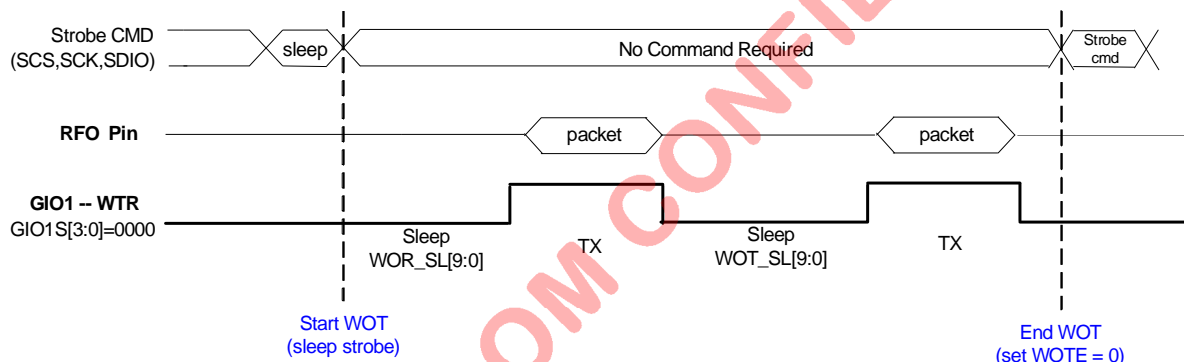 Strobe CMD
(SCS,SCK,SDIO)
sleep
No Command Required
Strobe
cmd
RFO Pin
packet
packet
GIO1 -- WTR
GIO1S[3:0]=0000
Sleep
WOR_SL[9:0]
TX
Sleep
WOT_SL[9:0]
TX
Start WOT
(sleep strobe)
End WOT
(set WOTE = 0)
OM CONFI